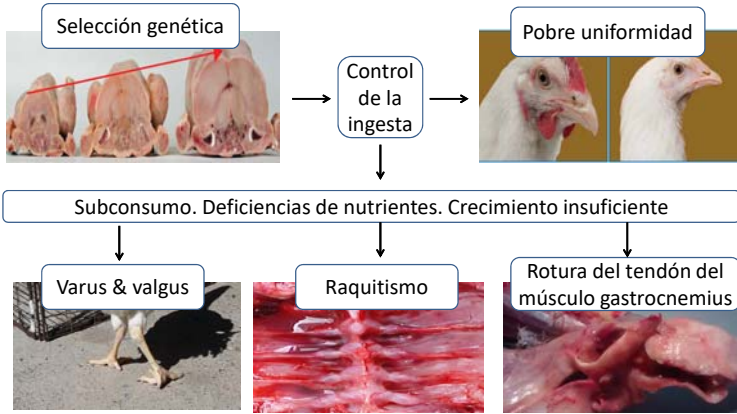 Selección genética
Control
de la
ingesta
Pobre uniformidad
Subconsumo. Deficiencias de nutrientes. Crecimiento insuficiente
Varus & valgus
Raquitismo
Rotura del tendón del
músculo gastrocnemius